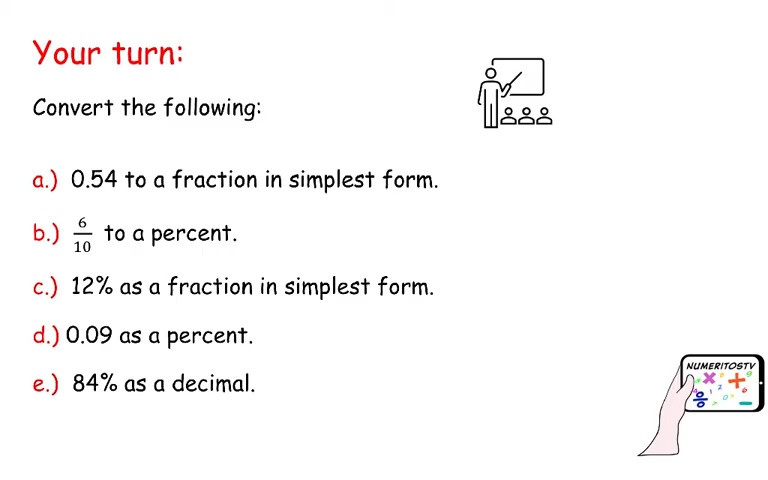 Your turn:
Convert the following:
a.) 0.54 to a fraction in simplest form.
b.) 6/10 to a percent.
c.) 12% as a fraction in simplest form.
d.) 0.09 as a percent.
e.) 84% as a decimal.
NUMERITOSTV